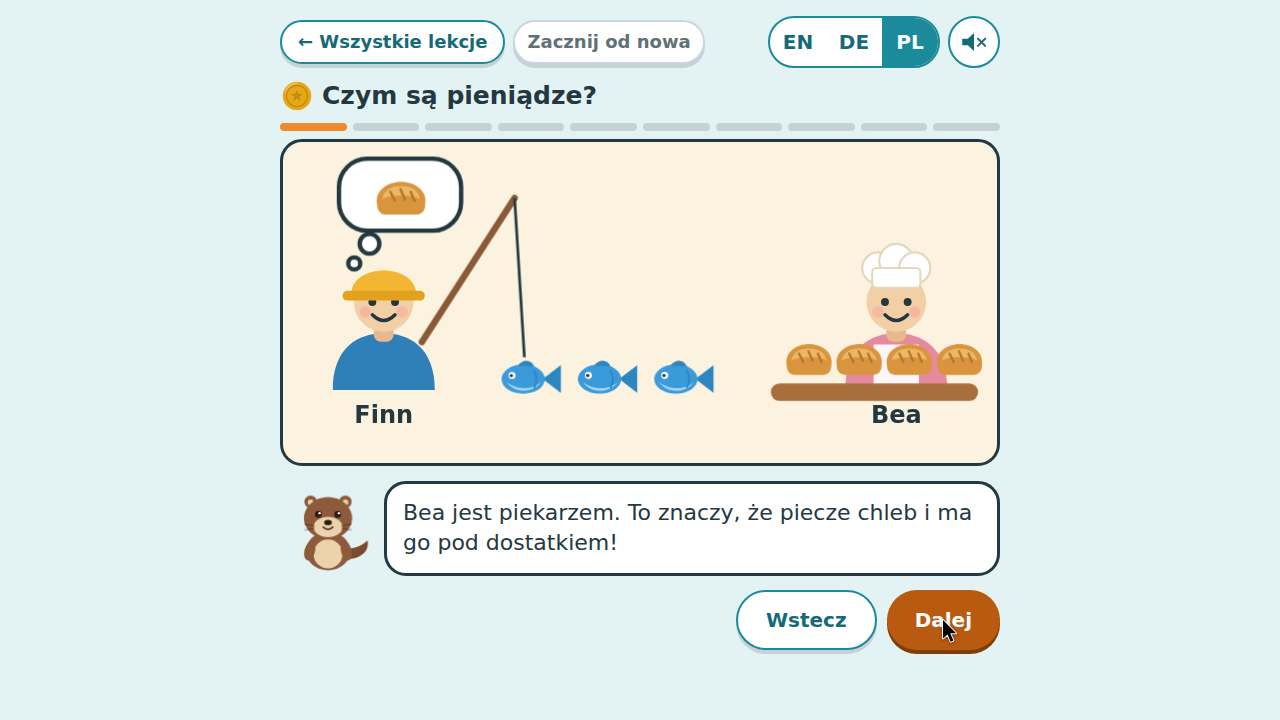 ← Wszystkie lekcje
Zacznij od nowa
EN DE PL
Czym są pieniądze?
Finn
Bea
Bea jest piekarzem. To znaczy, że piecze chleb i ma
go pod dostatkiem!
Wstecz
Dalej